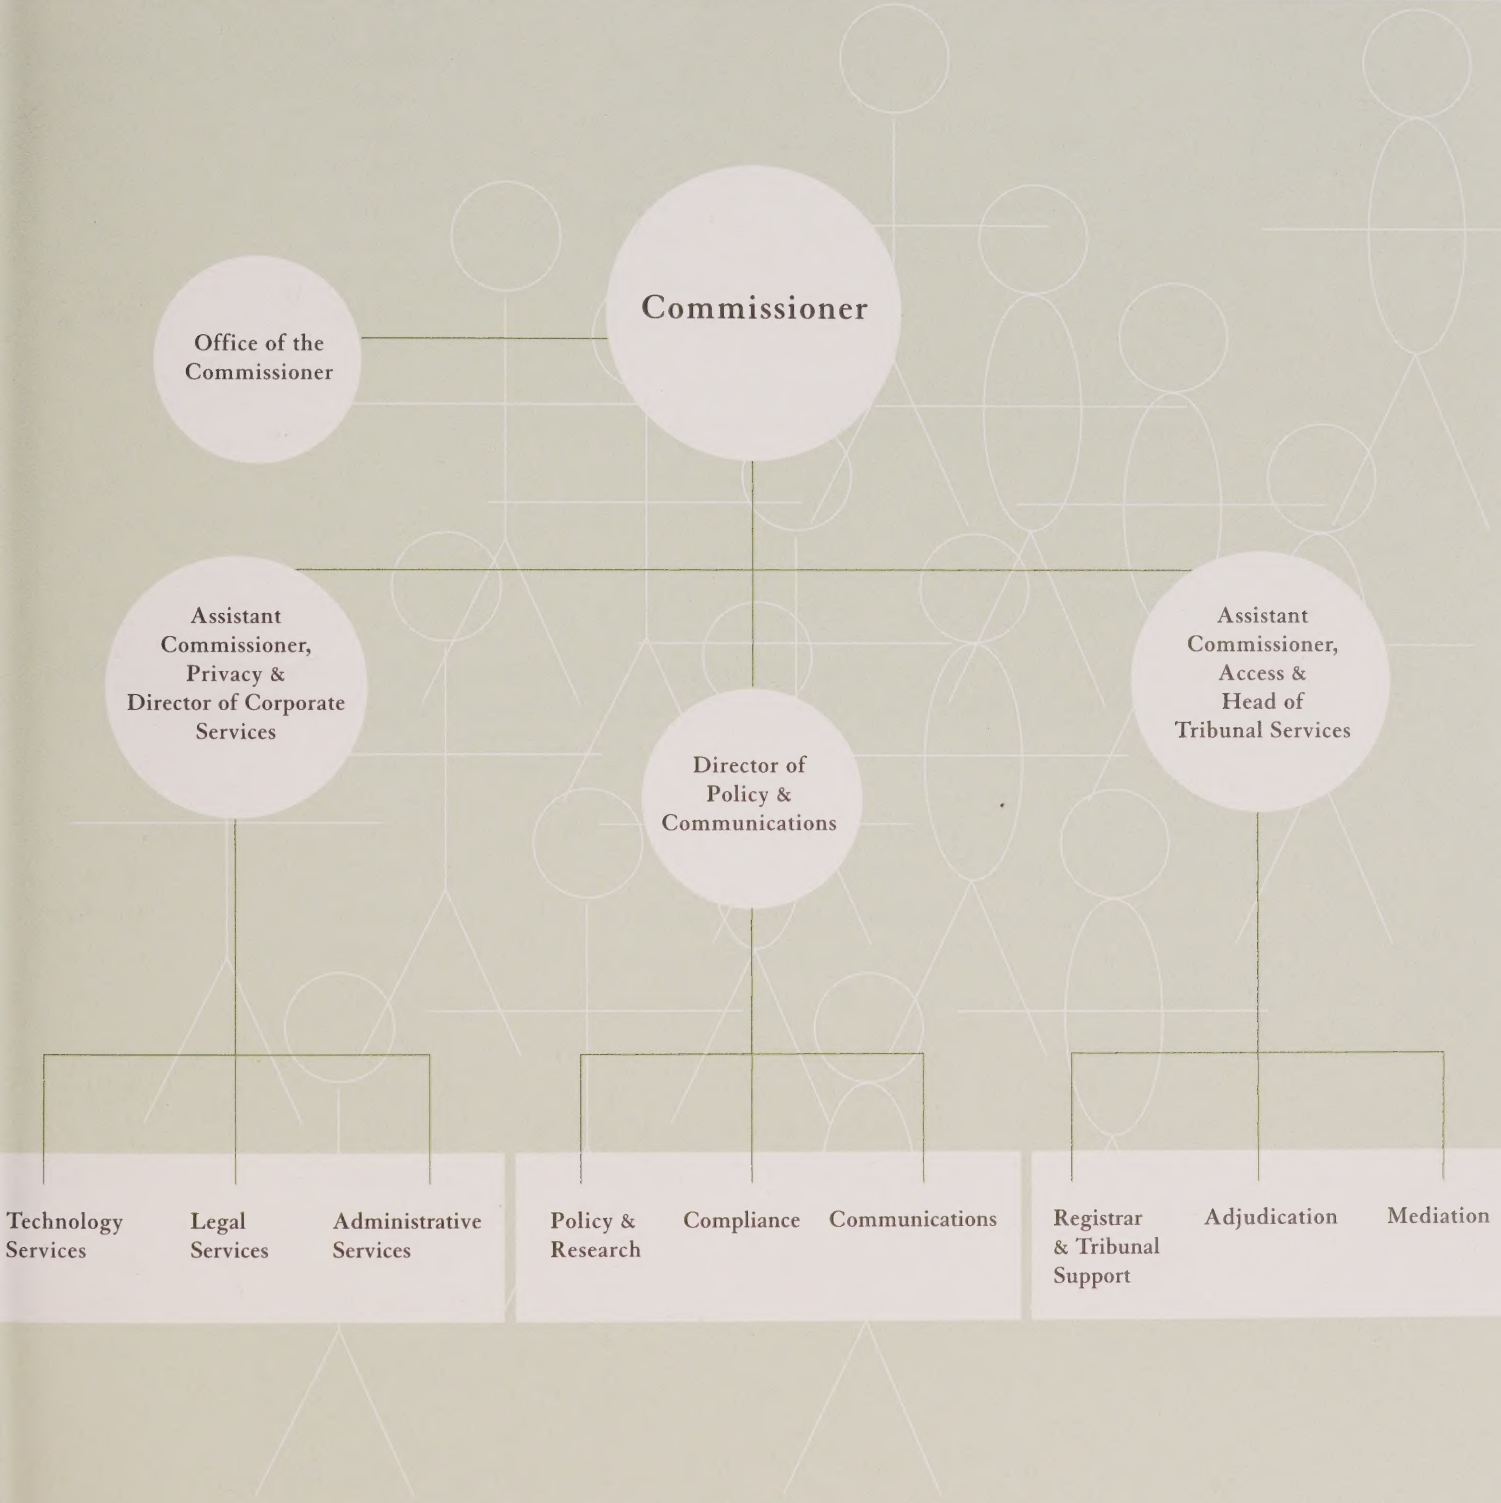 Commissioner
Office of the
Commissioner
Assistant
Commissioner,
Privacy &
Director of Corporate
Services
Director of
Policy &
Communications
Assistant
Commissioner,
Access &
Head of
Tribunal Services
Technology
Services
Legal
Services
Administrative
Services
Policy &
Research
Compliance
Communications
Registrar
& Tribunal
Support
Adjudication
Mediation